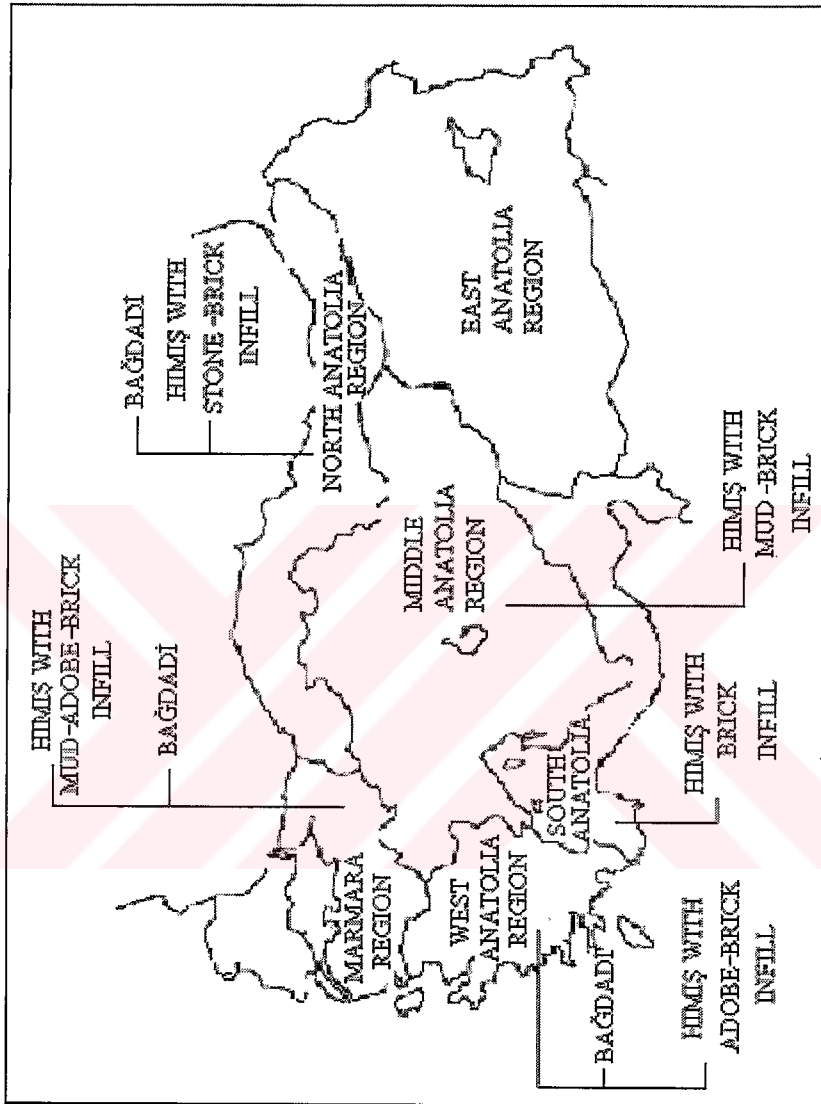 HIMIŞ WITH
MUD-ADOBE-BRICK
INFILL
BAĞDADİ
BAĞDADİ
HIMIŞ WITH
STONE-BRICK
INFILL
MARMARA
REGION
NORTH ANATOLIA
REGION
MIDDLE
ANATOLIA
REGION
EAST
ANATOLIA
REGION
WEST
ANATOLIA
REGION
SOUTH
ANATOLIA
BAĞDADİ
HIMIŞ WITH
ADOBE-BRICK
INFILL
HIMIŞ WITH
BRICK
INFILL
HIMIŞ WITH
MUD-BRICK
INFILL